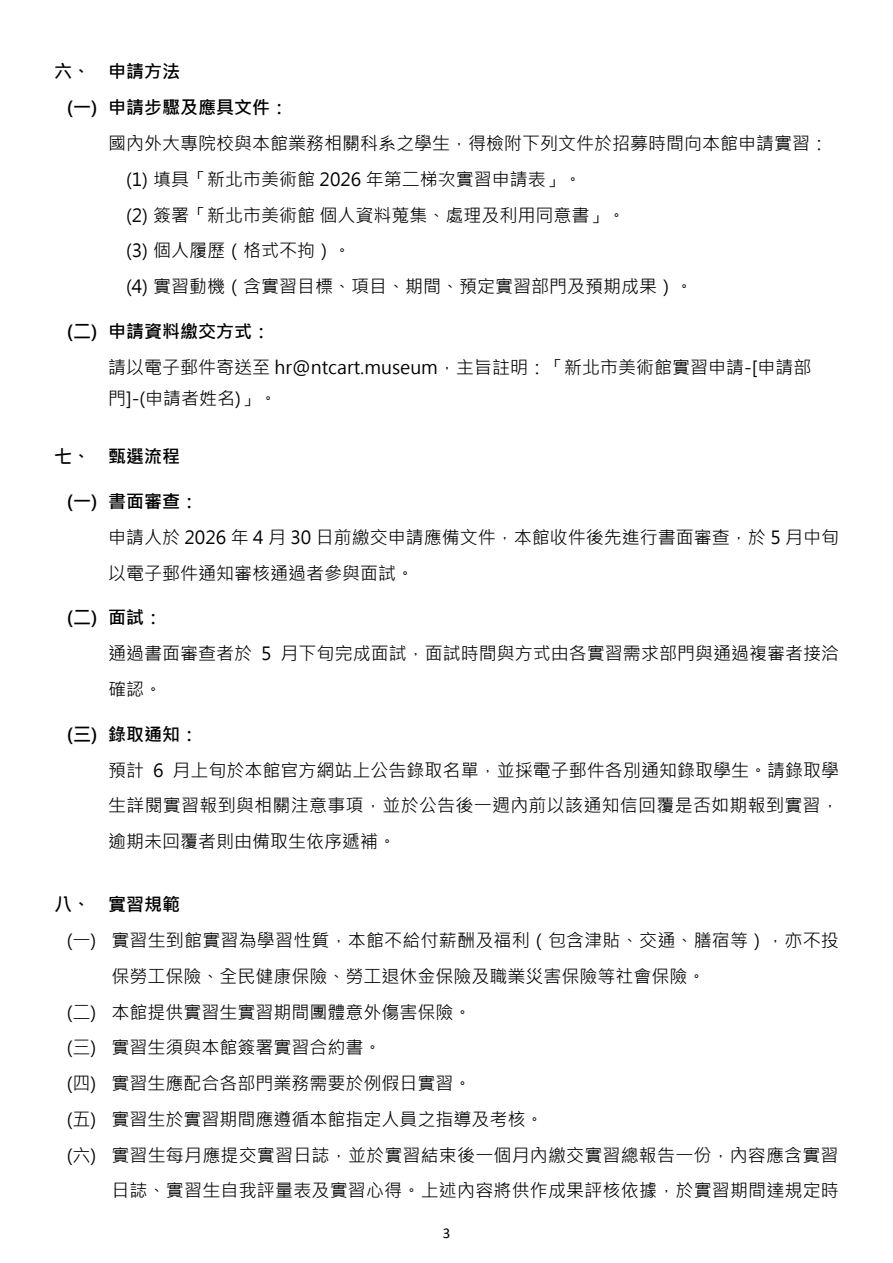 六、 申請方法
(一) 申請步驟及應具文件：
國內外大專院校與本館業務相關科系之學生，得檢附下列文件於招募時間向本館申請實習：
(1) 填具「新北市美術館 2026 年第二梯次實習申請表」。
(2) 簽署「新北市美術館 個人資料蒐集、處理及利用同意書」。
(3) 個人履歷（格式不拘）。
(4) 實習動機（含實習目標、項目、期間、預定實習部門及預期成果）。
(二) 申請資料繳交方式：
請以電子郵件寄送至 hr@ntcart.museum，主旨註明：「新北市美術館實習申請-[申請部
門]-(申請者姓名)」。
七、 甄選流程
(一) 書面審查：
申請人於 2026 年 4 月 30 日前繳交申請應備文件，本館收件後先進行書面審查，於 5 月中旬
以電子郵件通知審核通過者參與面試。
(二) 面試：
通過書面審查者於 5 月下旬完成面試，面試時間與方式由各實習需求部門與通過複審者接洽
確認。
(三) 錄取通知：
預計 6 月上旬於本館官方網站上公告錄取名單，並採電子郵件各別通知錄取學生。請錄取學
生詳閱實習報到與相關注意事項，並於公告後一週內前以該通知信回覆是否如期報到實習，
逾期未回覆者則由備取生依序遞補。
八、 實習規範
(一) 實習生到館實習為學習性質，本館不給付薪酬及福利（包含津貼、交通、膳宿等），亦不投
保勞工保險、全民健康保險、勞工退休金保險及職業災害保險等社會保險。
(二) 本館提供實習生實習期間團體意外傷害保險。
(三) 實習生須與本館簽署實習合約書。
(四) 實習生應配合各部門業務需要於例假日實習。
(五) 實習生於實習期間應遵循本館指定人員之指導及考核。
(六) 實習生每月應提交實習日誌，並於實習結束後一個月內繳交實習總報告一份，內容應含實習
日誌、實習生自我評量表及實習心得。上述內容將供作成果評核依據，於實習期間達規定時
3